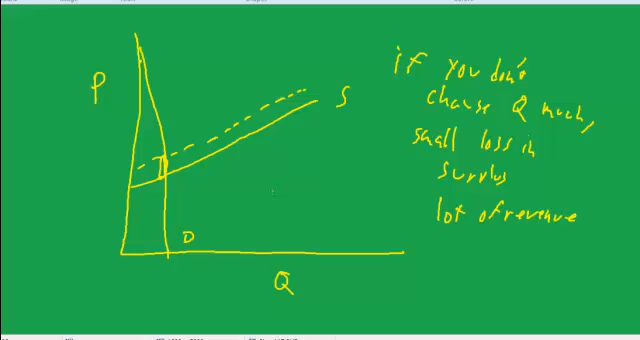 P
S
D
Q
if you don't
change Q much,
small loss in
surplus
lot of revenue